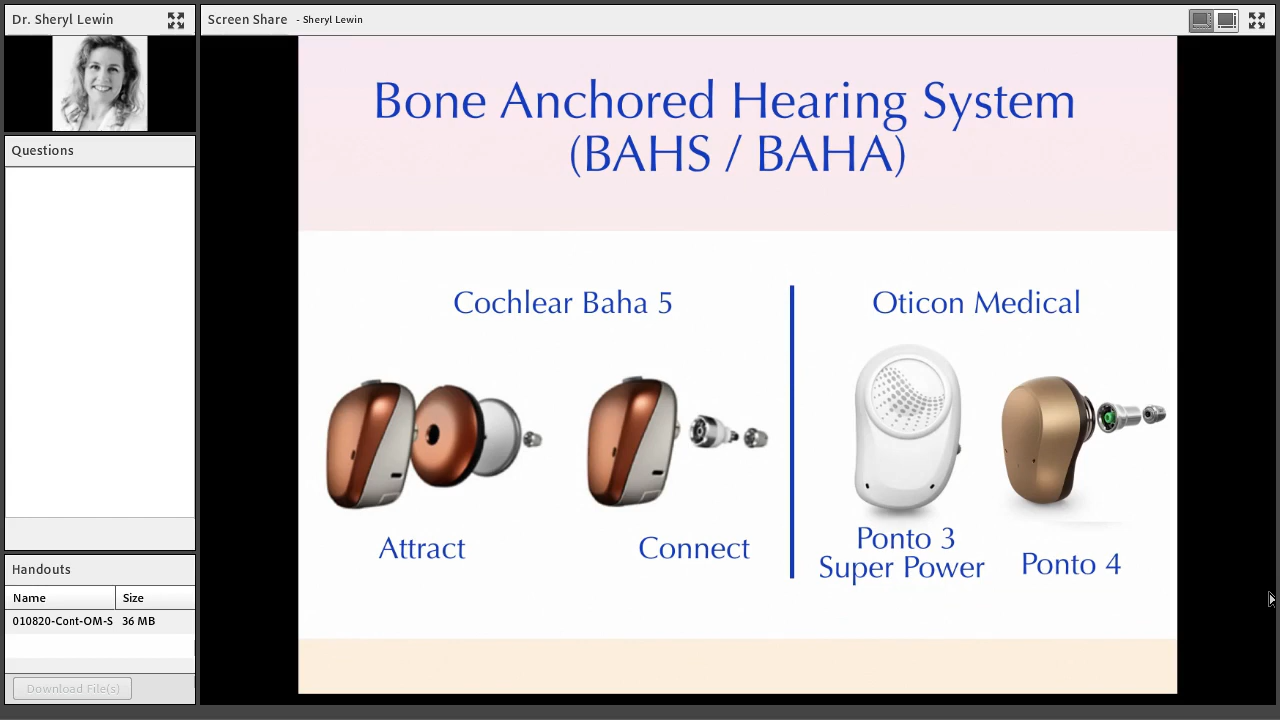 Dr. Sheryl Lewin
Screen Share - Sheryl Lewin
Questions
Handouts
Name Size
010820-Cont-OM-S 36 MB
Download File(s)
Bone Anchored Hearing System
(BAHS / BAHA)
Cochlear Baha 5
Attract
Connect
Oticon Medical
Ponto 3
Super Power
Ponto 4